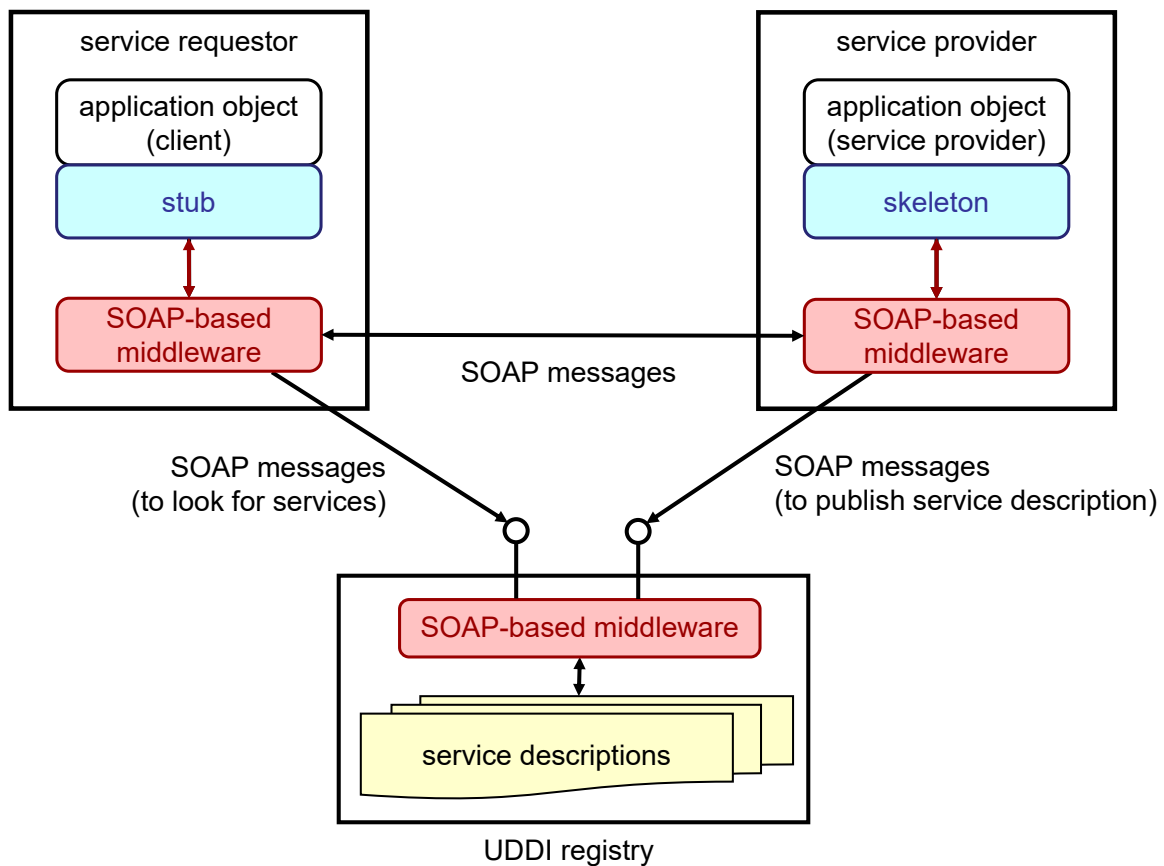 service requestor
application object
(client)
stub
SOAP-based
middleware
service provider
application object
(service provider)
skeleton
SOAP-based
middleware
SOAP messages
SOAP messages
(to look for services)
SOAP messages
(to publish service description)
SOAP-based middleware
service descriptions
UDDI registry